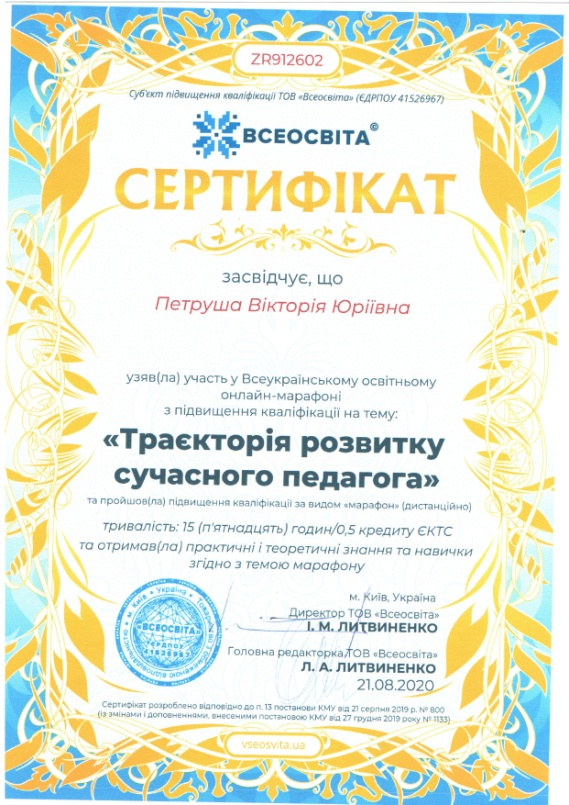 ZR912602
Суб'єкт підвищення кваліфікації ТОВ «Всеосвіта» (ЄДРПОУ 41526967)
ВСЕОСВІТА©
СЕРТИФІКАТ
засвідчує, що
Петруша Вікторія Юріївна
узяв(ла) участь у Всеукраїнському освітньому
онлайн-марафоні
з підвищення кваліфікації на тему:
«Траєкторія розвитку
сучасного педагога»
та пройшов(ла) підвищення кваліфікації за видом «марафон» (дистанційно)
тривалість: 15 (п'ятнадцять) годин/0,5 кредиту ЄКТС
та отримав(ла) практичні і теоретичні знання та навички
згідно з темою марафону
м. Київ, Україна
Директор ТОВ «Всеосвіта»
І. М. ЛИТВИНЕНКО
Головна редакторка ТОВ «Всеосвіта»
Л. А. ЛИТВИНЕНКО
21.08.2020
м. Київ • Україна
«ВСЕОСВІТА»
ЄДРПОУ
41526967
Сертифікат розроблено відповідно до п. 13 постанови КМУ від 21 серпня 2019 р. № 800
(із змінами і доповненнями, внесеними постановою КМУ від 27 грудня 2019 року № 1133)
vseosvita.ua